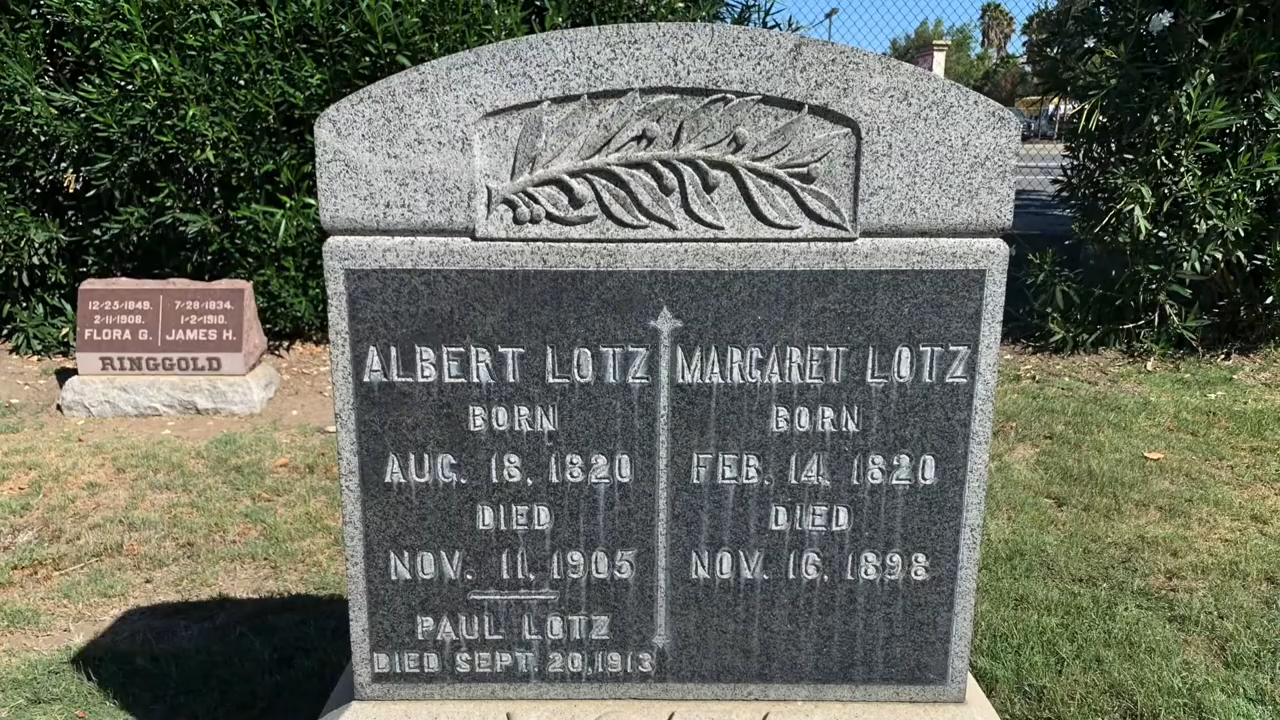 12-25-1849.
2-11-1908.
FLORA G.
7-28-1834.
1-2-1910.
JAMES H.
RINGGOLD
ALBERT LOTZ
BORN
AUG. 18, 1820
DIED
NOV. 11, 1905
PAUL LOTZ
DIED SEPT. 20, 1913
MARGARET LOTZ
BORN
FEB. 14, 1820
DIED
NOV. 16, 1898